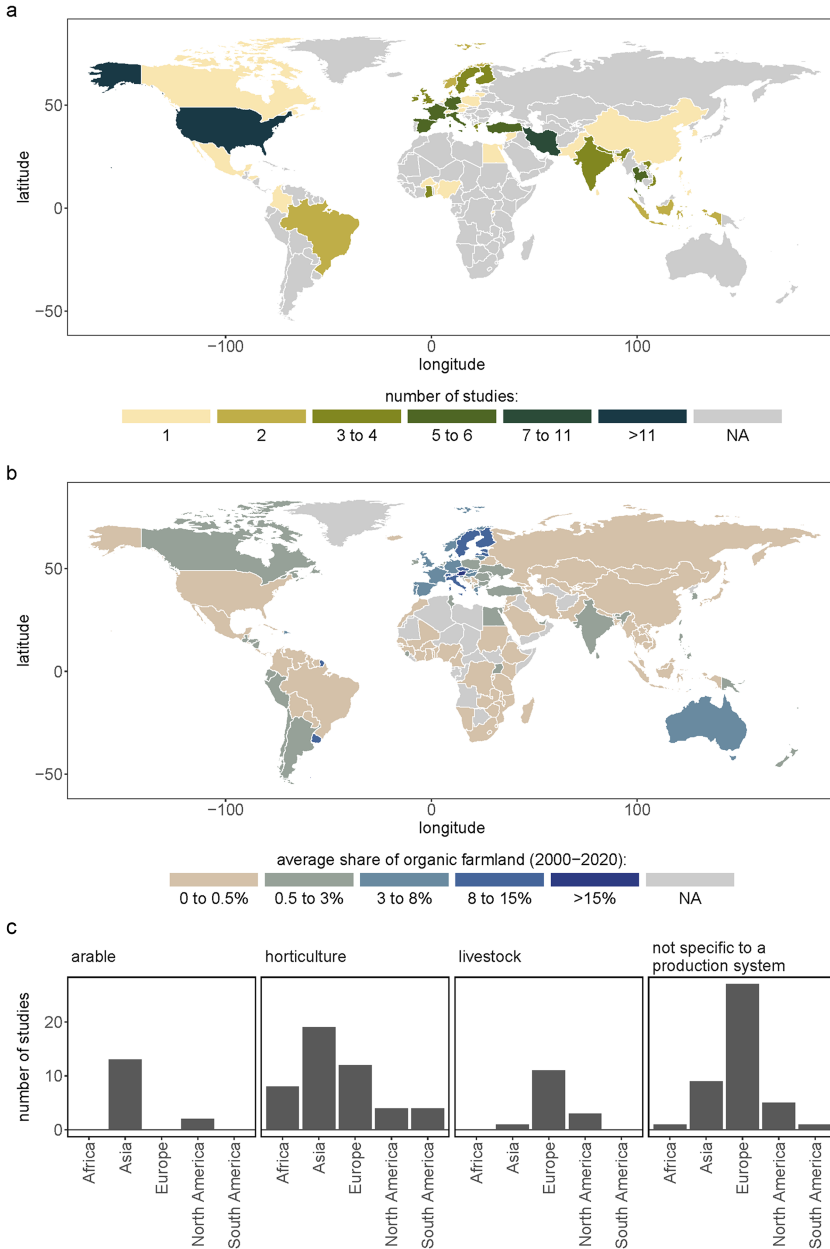 a
latitude
50
0
−50
−100
0
100
longitude
number of studies:
1
2
3 to 4
5 to 6
7 to 11
>11
NA
b
latitude
50
0
−50
−100
0
100
longitude
average share of organic farmland (2000−2020):
0 to 0.5%
0.5 to 3%
3 to 8%
8 to 15%
>15%
NA
c
arable
horticulture
livestock
not specific to a
production system
number of studies
20
10
0
Africa
Asia
Europe
North America
South America
Africa
Asia
Europe
North America
South America
Africa
Asia
Europe
North America
South America
Africa
Asia
Europe
North America
South America